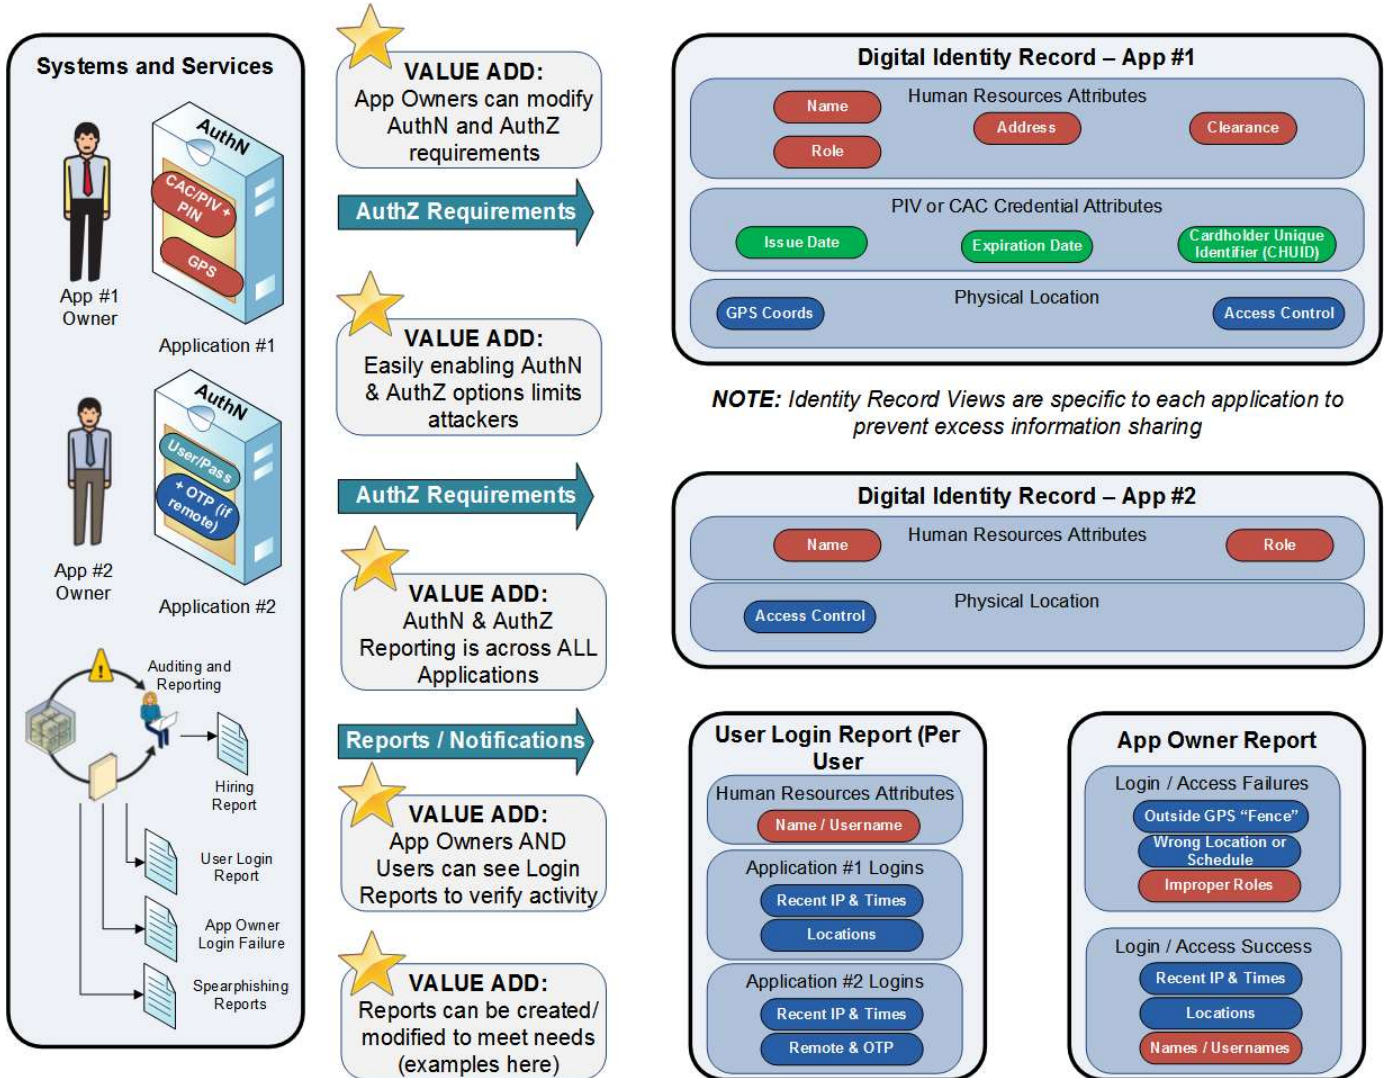 Systems and Services
AuthN
CAC/PIV +
PIN
GPS
App #1
Owner
Application #1
AuthN
User/Pass
+ OTP (if
remote)
App #2
Owner
Application #2
Auditing and
Reporting
Hiring
Report
User Login
Report
App Owner
Login Failure
Spearphishing
Reports
VALUE ADD:
App Owners can modify
AuthN and AuthZ
requirements
AuthZ Requirements
VALUE ADD:
Easily enabling AuthN
& AuthZ options limits
attackers
AuthZ Requirements
VALUE ADD:
AuthN & AuthZ
Reporting is across ALL
Applications
Reports / Notifications
VALUE ADD:
App Owners AND
Users can see Login
Reports to verify activity
VALUE ADD:
Reports can be created/
modified to meet needs
(examples here)
Digital Identity Record – App #1
Human Resources Attributes
Name
Address
Clearance
Role
PIV or CAC Credential Attributes
Issue Date
Expiration Date
Cardholder Unique
Identifier (CHUID)
Physical Location
GPS Coords
Access Control
NOTE: Identity Record Views are specific to each application to
prevent excess information sharing
Digital Identity Record – App #2
Human Resources Attributes
Name
Role
Physical Location
Access Control
User Login Report (Per
User
Human Resources Attributes
Name / Username
Application #1 Logins
Recent IP & Times
Locations
Application #2 Logins
Recent IP & Times
Remote & OTP
App Owner Report
Login / Access Failures
Outside GPS “Fence”
Wrong Location or
Schedule
Improper Roles
Login / Access Success
Recent IP & Times
Locations
Names / Usernames